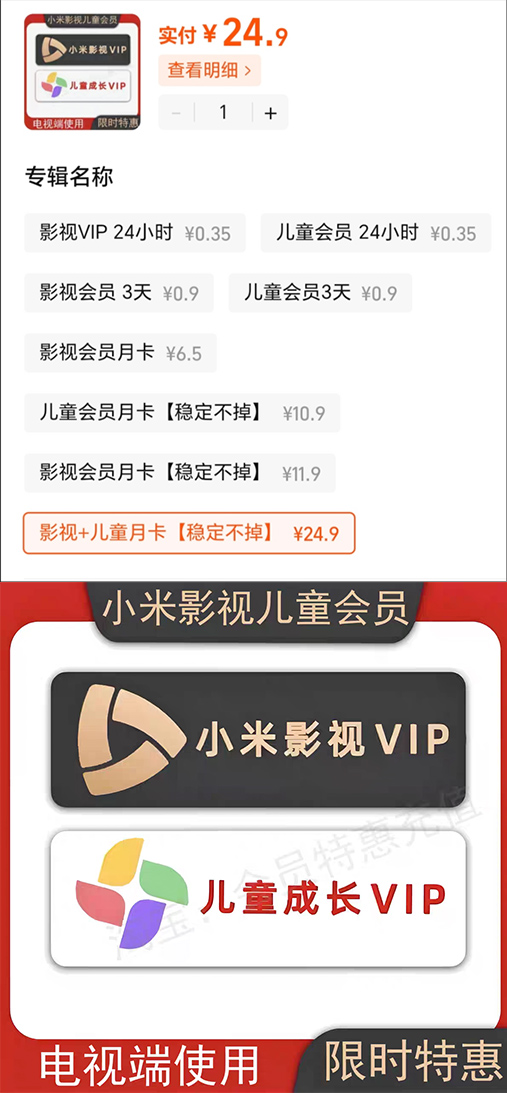 小米影视儿童会员
小米影视VIP
儿童成长VIP
电视端使用 限时特惠
实付 ¥ 24.9
查看明细 >
− 1 +
专辑名称
影视VIP 24小时 ¥0.35 儿童会员 24小时 ¥0.35
影视会员 3天 ¥0.9 儿童会员3天 ¥0.9
影视会员月卡 ¥6.5
儿童会员月卡【稳定不掉】 ¥10.9
影视会员月卡【稳定不掉】 ¥11.9
影视+儿童月卡【稳定不掉】 ¥24.9
小米影视儿童会员
小米影视VIP
儿童成长VIP
会员特惠充值
电视端使用 限时特惠